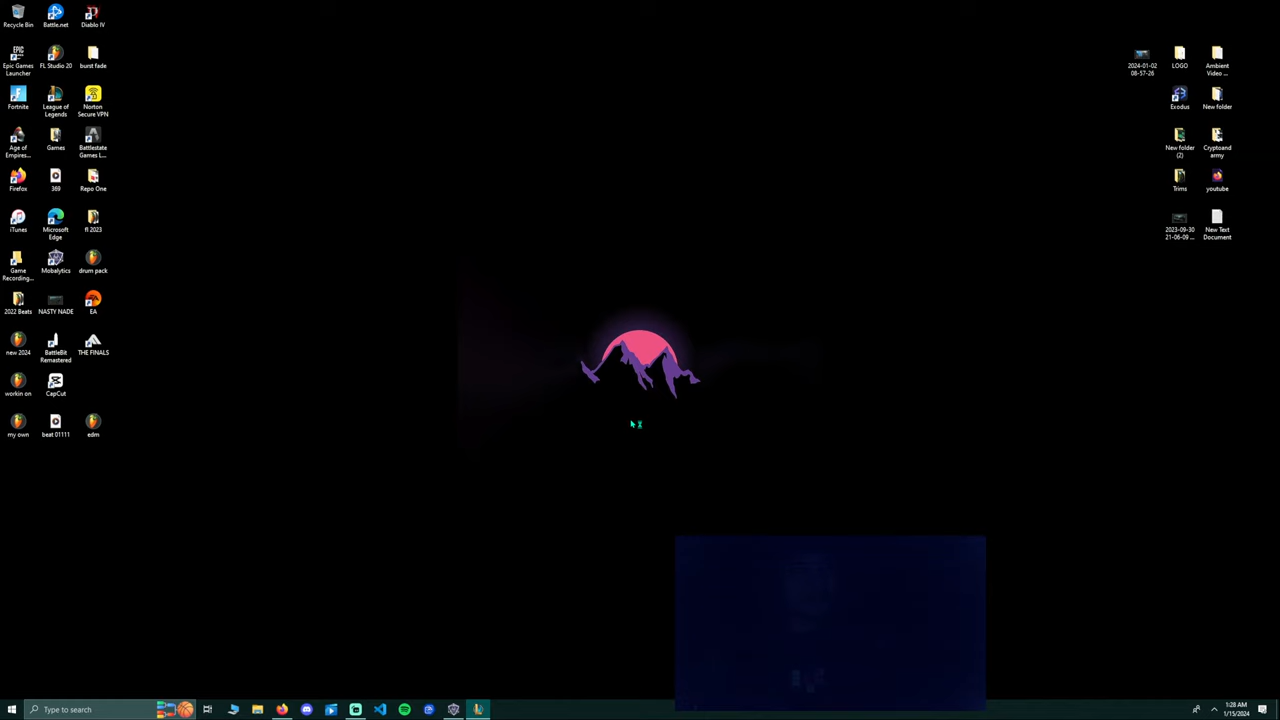 Recycle Bin
Battle.net
Diablo IV
Epic Games
Launcher
FL Studio 20
burst fade
Fortnite
League of
Legends
Norton
Secure VPN
Age of
Empires...
Games
Battlestate
Games L...
Firefox
369
Repo One
iTunes
Microsoft
Edge
fl 2023
Game
Recording...
Mobalytics
drum pack
2022 Beats
NASTY NADE
EA
new 2024
BattleBit
Remastered
THE FINALS
workin on
CapCut
my own
beat 01111
edm
2024-01-02
08-57-26
LOGO
Ambient
Video ...
Exodus
New folder
New folder
(2)
Cryptoand
army
Trims
youtube
2023-09-30
21-06-09 ...
New Text
Document
Type to search
1:28 AM
1/15/2024